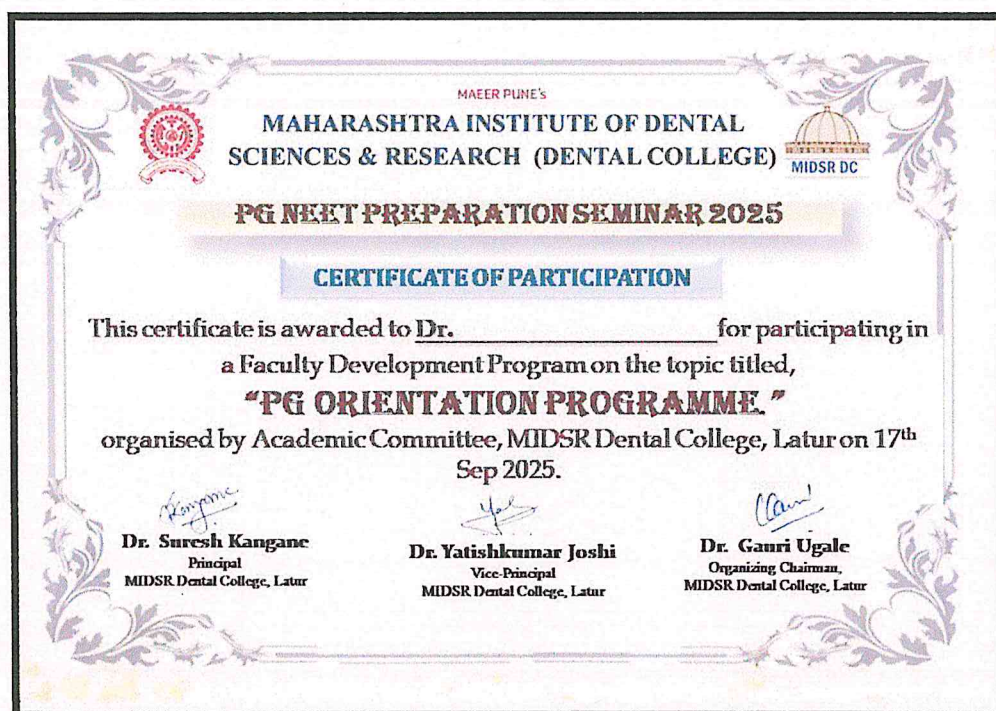 MAEER PUNE's
MAHARASHTRA INSTITUTE OF DENTAL
SCIENCES & RESEARCH (DENTAL COLLEGE)
MIDSR DC
PG NEET PREPARATION SEMINAR 2025
CERTIFICATE OF PARTICIPATION
This certificate is awarded to Dr. ______________________ for participating in
a Faculty Development Program on the topic titled,
"PG ORIENTATION PROGRAMME."
organised by Academic Committee, MIDSR Dental College, Latur on 17th
Sep 2025.
Dr. Suresh Kangane
Principal
MIDSR Dental College, Latur
Dr. Yatishkumar Joshi
Vice-Principal
MIDSR Dental College, Latur
Dr. Gauri Ugale
Organizing Chairman,
MIDSR Dental College, Latur